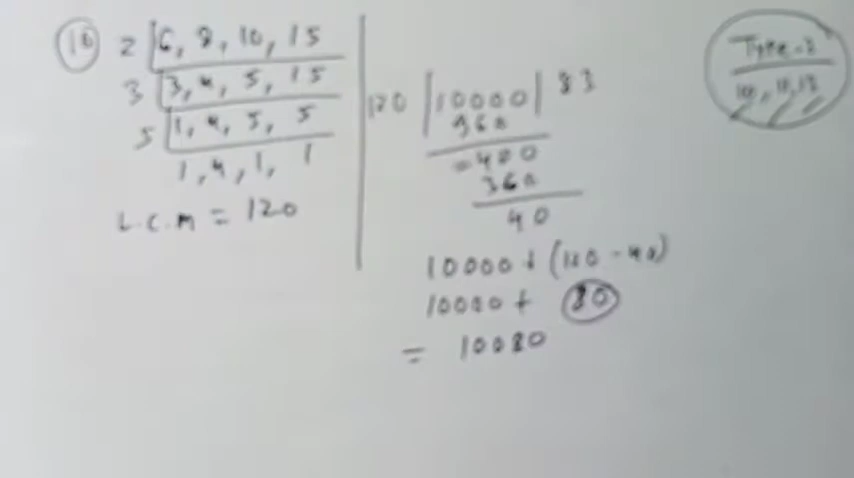 16
2 | 6, 8, 10, 15
3 | 3, 4, 5, 15
5 | 1, 4, 5, 5
1, 4, 1, 1
L.C.M = 120
120 | 10000 | 83
960
= 400
360
40
10000 + (120 - 40)
10000 + 80
= 10080
Type-2